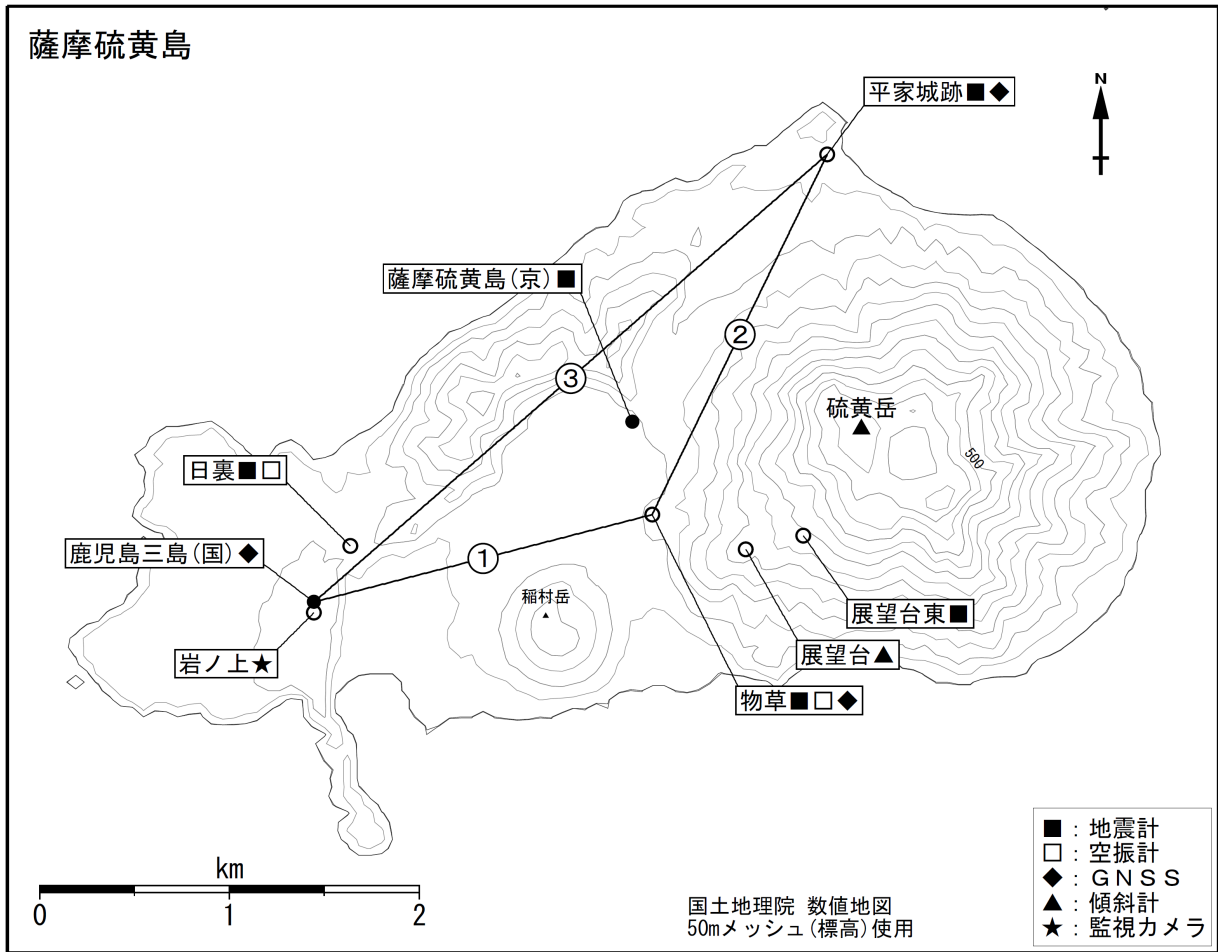 薩摩硫黄島
平家城跡■◆
N
薩摩硫黄島(京)■
②
③
硫黄岳
500
日裏■□
鹿児島三島(国)◆
①
稲村岳
展望台東■
岩ノ上★
展望台▲
物草■□◆
km
0 1 2
国土地理院 数値地図
50mメッシュ(標高)使用
■：地震計
□：空振計
◆：ＧＮＳＳ
▲：傾斜計
★：監視カメラ